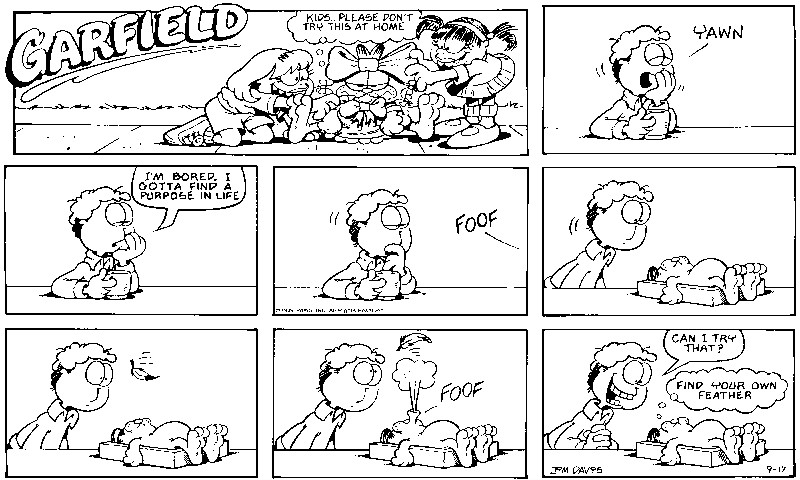 GARFIELD
KIDS.. PLEASE DON'T
TRY THIS AT HOME
YAWN
I'M BORED. I
GOTTA FIND A
PURPOSE IN LIFE
FOOF
FOOF
CAN I TRY
THAT?
FIND YOUR OWN
FEATHER
JIM DAVIS
9-17